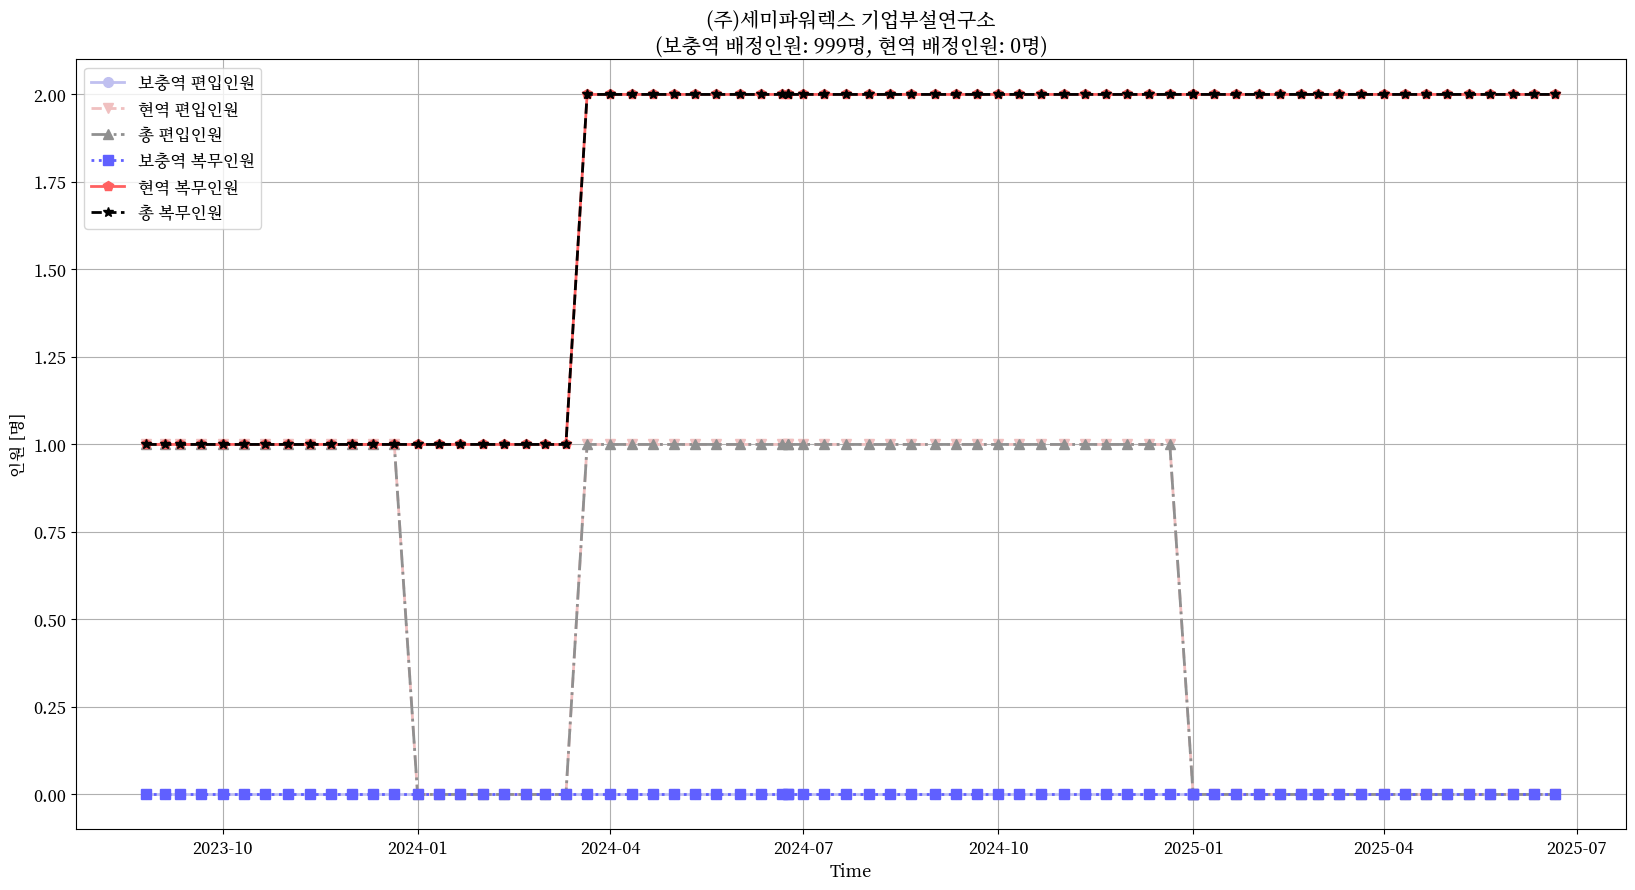 (주)세미파워렉스 기업부설연구소
(보충역 배정인원: 999명, 현역 배정인원: 0명)
보충역 편입인원
현역 편입인원
총 편입인원
보충역 복무인원
현역 복무인원
총 복무인원
인원 [명]
2.00
1.75
1.50
1.25
1.00
0.75
0.50
0.25
0.00
2023-10
2024-01
2024-04
2024-07
2024-10
2025-01
2025-04
2025-07
Time